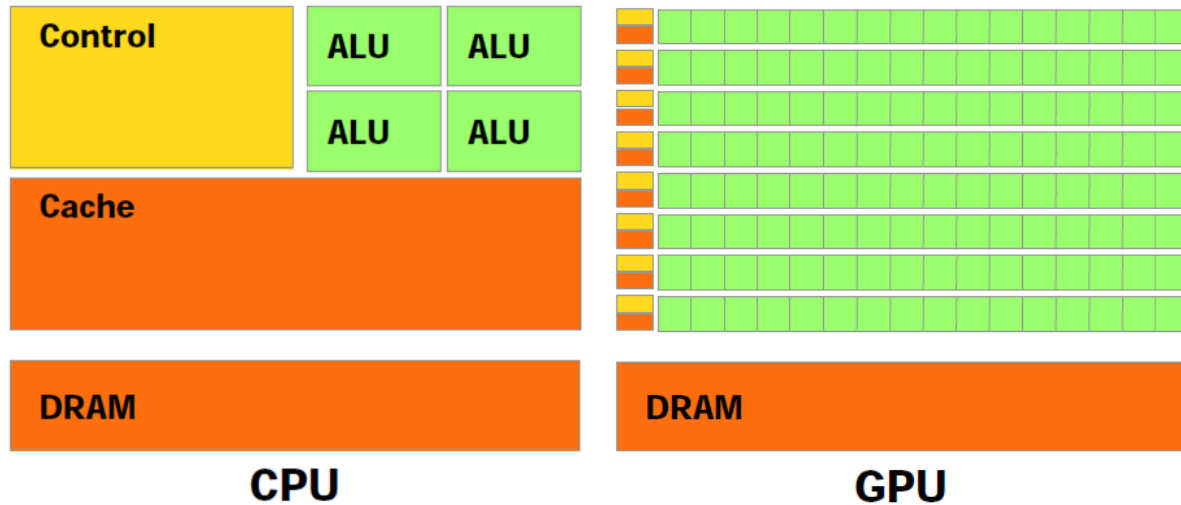 Control
ALU ALU
ALU ALU
Cache
DRAM
CPU
DRAM
GPU